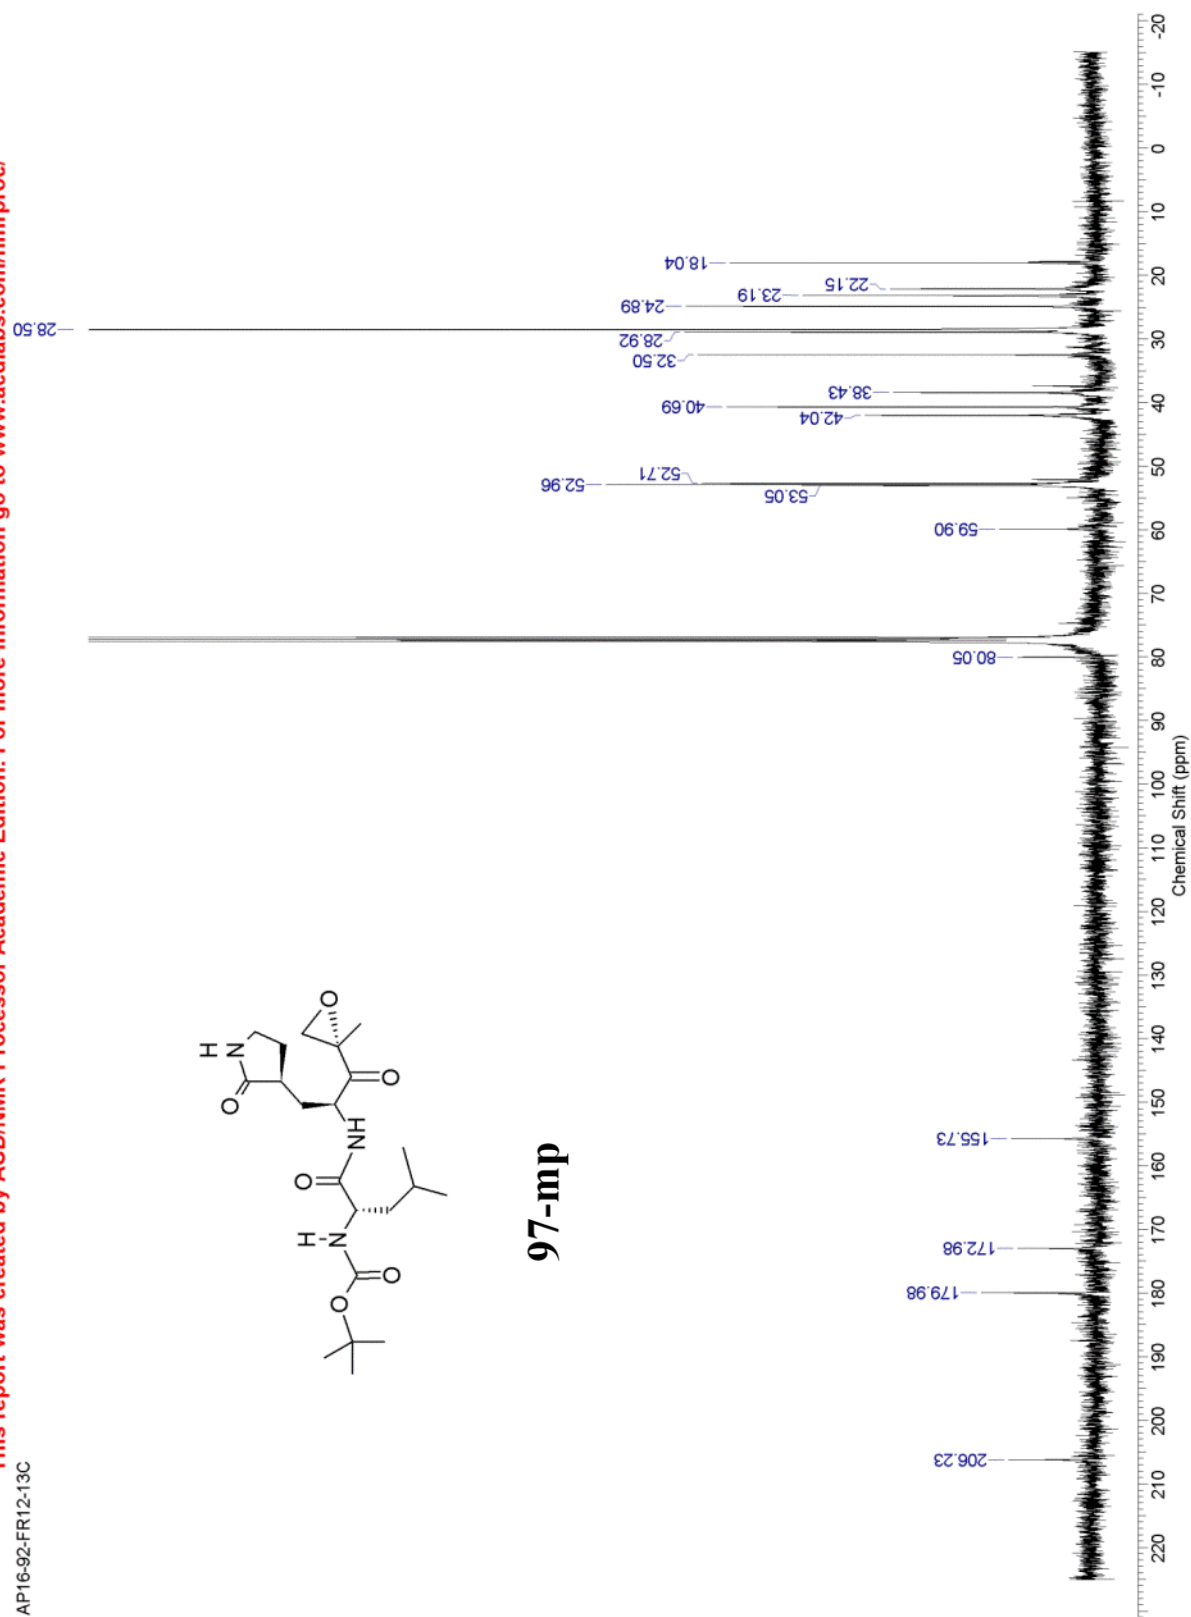 This report was created by ACD/NMR Processor Academic Edition. For more information go to www.acdlabs.com/nmrproc/
AP16-92-FR12-13C
28.50
18.04
22.15
23.19
24.89
28.92
32.50
38.43
40.69
42.04
52.71
52.96
53.05
59.90
80.05
155.73
172.98
179.98
206.23
H
N
O
O
O
NH
O
H-N
O
O
97-mp
220 210 200 190 180 170 160 150 140 130 120 110 100 90 80 70 60 50 40 30 20 10 0 -10 -20
Chemical Shift (ppm)